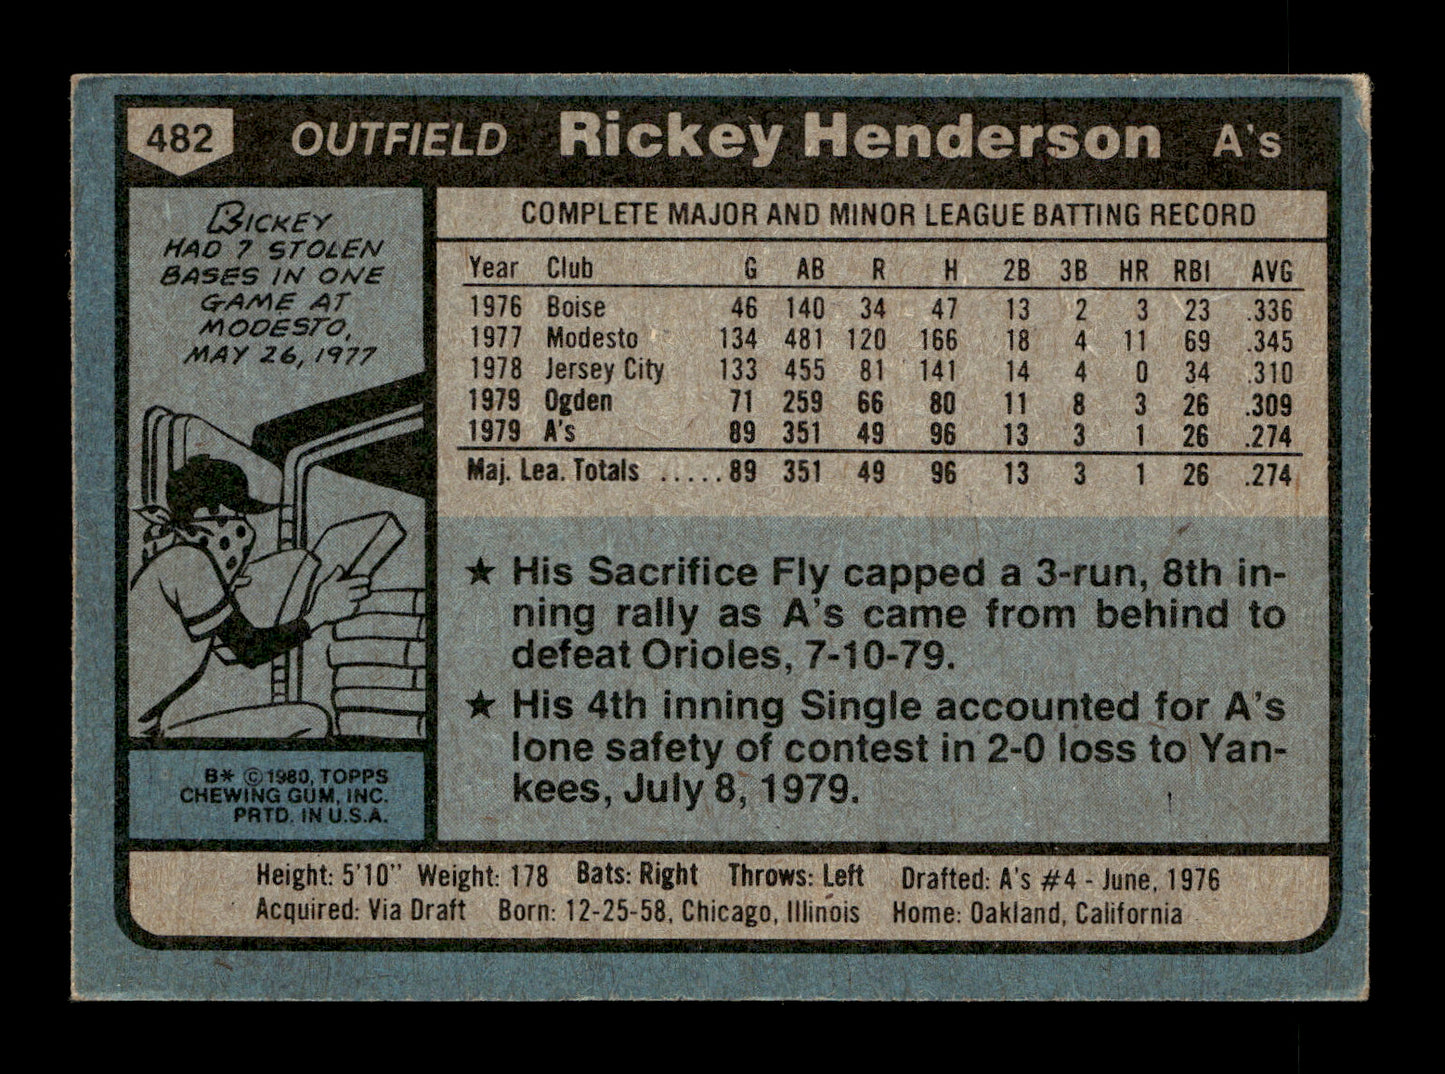 482 OUTFIELD Rickey Henderson A's
RICKEY
HAD 7 STOLEN
BASES IN ONE
GAME AT
MODESTO,
MAY 26, 1977
B* ©1980, TOPPS
CHEWING GUM, INC.
PRTD. IN U.S.A.
COMPLETE MAJOR AND MINOR LEAGUE BATTING RECORD
Year Club G AB R H 2B 3B HR RBI AVG
1976 Boise 46 140 34 47 13 2 3 23 .336
1977 Modesto 134 481 120 166 18 4 11 69 .345
1978 Jersey City 133 455 81 141 14 4 0 34 .310
1979 Ogden 71 259 66 80 11 8 3 26 .309
1979 A's 89 351 49 96 13 3 1 26 .274
Maj. Lea. Totals .....89 351 49 96 13 3 1 26 .274
★ His Sacrifice Fly capped a 3-run, 8th in-
ning rally as A's came from behind to
defeat Orioles, 7-10-79.
★ His 4th inning Single accounted for A's
lone safety of contest in 2-0 loss to Yan-
kees, July 8, 1979.
Height: 5'10" Weight: 178 Bats: Right Throws: Left Drafted: A's #4 - June, 1976
Acquired: Via Draft Born: 12-25-58, Chicago, Illinois Home: Oakland, California